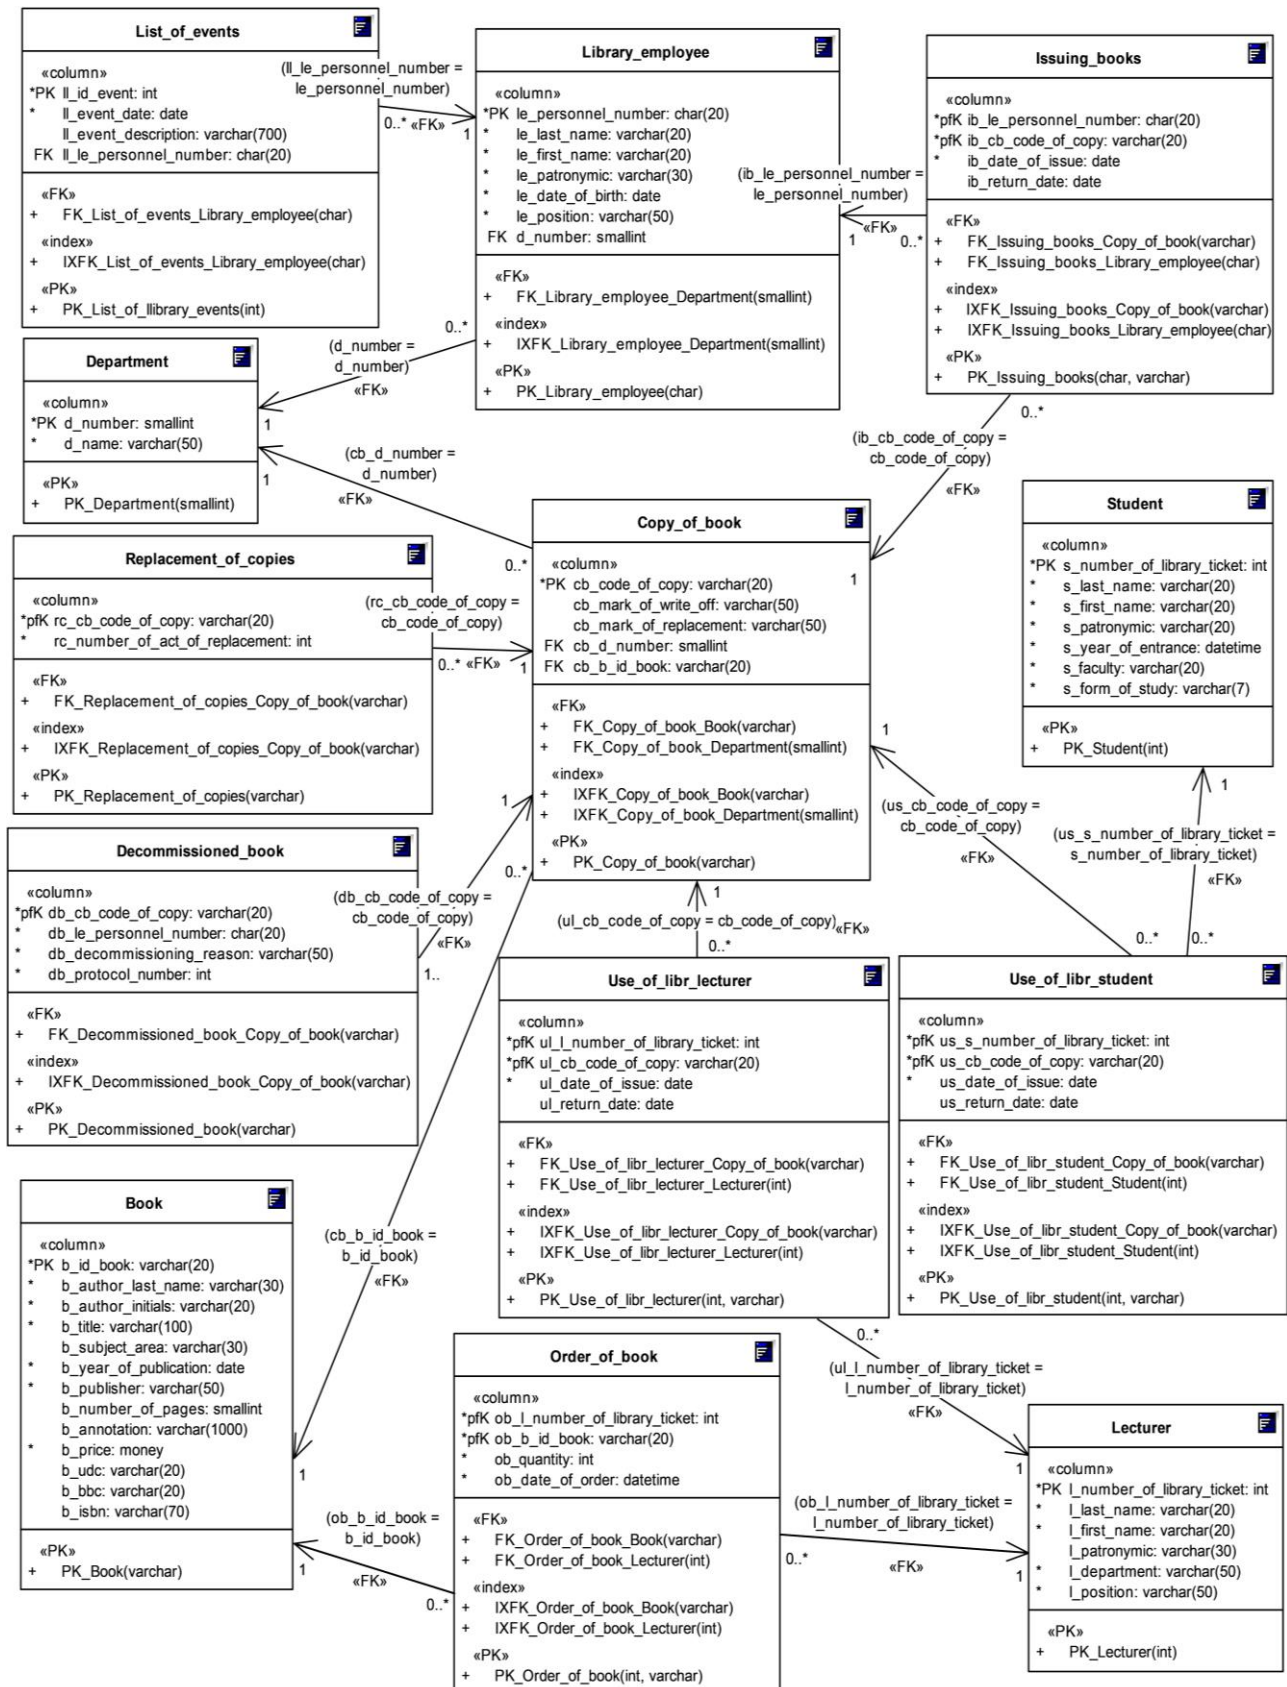 List_of_events
«column»
*PK ll_id_event: int
* ll_event_date: date
ll_event_description: varchar(700)
FK ll_le_personnel_number: char(20)
«FK»
+ FK_List_of_events_Library_employee(char)
«index»
+ IXFK_List_of_events_Library_employee(char)
«PK»
+ PK_List_of_llibrary_events(int)
(ll_le_personnel_number =
le_personnel_number)
0..* «FK» 1
Library_employee
«column»
*PK le_personnel_number: char(20)
* le_last_name: varchar(20)
* le_first_name: varchar(20)
* le_patronymic: varchar(30)
* le_date_of_birth: date
* le_position: varchar(50)
FK d_number: smallint
«FK»
+ FK_Library_employee_Department(smallint)
«index»
+ IXFK_Library_employee_Department(smallint)
«PK»
+ PK_Library_employee(char)
(ib_le_personnel_number =
le_personnel_number)
1 «FK» 0..*
Issuing_books
«column»
*pfK ib_le_personnel_number: char(20)
*pfK ib_cb_code_of_copy: varchar(20)
* ib_date_of_issue: date
ib_return_date: date
«FK»
+ FK_Issuing_books_Copy_of_book(varchar)
+ FK_Issuing_books_Library_employee(char)
«index»
+ IXFK_Issuing_books_Copy_of_book(varchar)
+ IXFK_Issuing_books_Library_employee(char)
«PK»
+ PK_Issuing_books(char, varchar)
0..*
(d_number =
d_number)
«FK»
1
Department
«column»
*PK d_number: smallint
* d_name: varchar(50)
«PK»
+ PK_Department(smallint)
0..*
(cb_d_number =
d_number)
«FK»
1
0..*
(ib_cb_code_of_copy =
cb_code_of_copy)
«FK»
1
Replacement_of_copies
«column»
*pfK rc_cb_code_of_copy: varchar(20)
* rc_number_of_act_of_replacement: int
«FK»
+ FK_Replacement_of_copies_Copy_of_book(varchar)
«index»
+ IXFK_Replacement_of_copies_Copy_of_book(varchar)
«PK»
+ PK_Replacement_of_copies(varchar)
(rc_cb_code_of_copy =
cb_code_of_copy)
0..* «FK» 1
Copy_of_book
«column»
*PK cb_code_of_copy: varchar(20)
cb_mark_of_write_off: varchar(50)
cb_mark_of_replacement: varchar(50)
FK cb_d_number: smallint
FK cb_b_id_book: varchar(20)
«FK»
+ FK_Copy_of_book_Book(varchar)
+ FK_Copy_of_book_Department(smallint)
«index»
+ IXFK_Copy_of_book_Book(varchar)
+ IXFK_Copy_of_book_Department(smallint)
«PK»
+ PK_Copy_of_book(varchar)
Student
«column»
*PK s_number_of_library_ticket: int
* s_last_name: varchar(20)
* s_first_name: varchar(20)
* s_patronymic: varchar(20)
* s_year_of_entrance: datetime
* s_faculty: varchar(20)
* s_form_of_study: varchar(7)
«PK»
+ PK_Student(int)
1
(us_cb_code_of_copy =
cb_code_of_copy)
«FK»
0..*
1
(us_s_number_of_library_ticket =
s_number_of_library_ticket)
«FK»
0..*
Decommissioned_book
«column»
*pfK db_cb_code_of_copy: varchar(20)
* db_le_personnel_number: char(20)
* db_decommissioning_reason: varchar(50)
* db_protocol_number: int
«FK»
+ FK_Decommissioned_book_Copy_of_book(varchar)
«index»
+ IXFK_Decommissioned_book_Copy_of_book(varchar)
«PK»
+ PK_Decommissioned_book(varchar)
1
(db_cb_code_of_copy =
cb_code_of_copy)
«FK»
1..
1
(ul_cb_code_of_copy = cb_code_of_copy)
«FK»
0..*
Use_of_libr_lecturer
«column»
*pfK ul_l_number_of_library_ticket: int
*pfK ul_cb_code_of_copy: varchar(20)
* ul_date_of_issue: date
ul_return_date: date
«FK»
+ FK_Use_of_libr_lecturer_Copy_of_book(varchar)
+ FK_Use_of_libr_lecturer_Lecturer(int)
«index»
+ IXFK_Use_of_libr_lecturer_Copy_of_book(varchar)
+ IXFK_Use_of_libr_lecturer_Lecturer(int)
«PK»
+ PK_Use_of_libr_lecturer(int, varchar)
Use_of_libr_student
«column»
*pfK us_s_number_of_library_ticket: int
*pfK us_cb_code_of_copy: varchar(20)
* us_date_of_issue: date
us_return_date: date
«FK»
+ FK_Use_of_libr_student_Copy_of_book(varchar)
+ FK_Use_of_libr_student_Student(int)
«index»
+ IXFK_Use_of_libr_student_Copy_of_book(varchar)
+ IXFK_Use_of_libr_student_Student(int)
«PK»
+ PK_Use_of_libr_student(int, varchar)
Book
«column»
*PK b_id_book: varchar(20)
* b_author_last_name: varchar(30)
* b_author_initials: varchar(20)
* b_title: varchar(100)
b_subject_area: varchar(30)
* b_year_of_publication: date
* b_publisher: varchar(50)
b_number_of_pages: smallint
b_annotation: varchar(1000)
* b_price: money
b_udc: varchar(20)
b_bbc: varchar(20)
b_isbn: varchar(70)
«PK»
+ PK_Book(varchar)
0..*
(cb_b_id_book =
b_id_book)
«FK»
1
Order_of_book
«column»
*pfK ob_l_number_of_library_ticket: int
*pfK ob_b_id_book: varchar(20)
* ob_quantity: int
* ob_date_of_order: datetime
«FK»
+ FK_Order_of_book_Book(varchar)
+ FK_Order_of_book_Lecturer(int)
«index»
+ IXFK_Order_of_book_Book(varchar)
+ IXFK_Order_of_book_Lecturer(int)
«PK»
+ PK_Order_of_book(int, varchar)
(ob_b_id_book =
b_id_book)
1 «FK» 0..*
0..*
(ul_l_number_of_library_ticket =
l_number_of_library_ticket)
«FK»
1
(ob_l_number_of_library_ticket =
l_number_of_library_ticket)
0..* «FK» 1
Lecturer
«column»
*PK l_number_of_library_ticket: int
* l_last_name: varchar(20)
* l_first_name: varchar(20)
l_patronymic: varchar(30)
* l_department: varchar(50)
* l_position: varchar(50)
«PK»
+ PK_Lecturer(int)